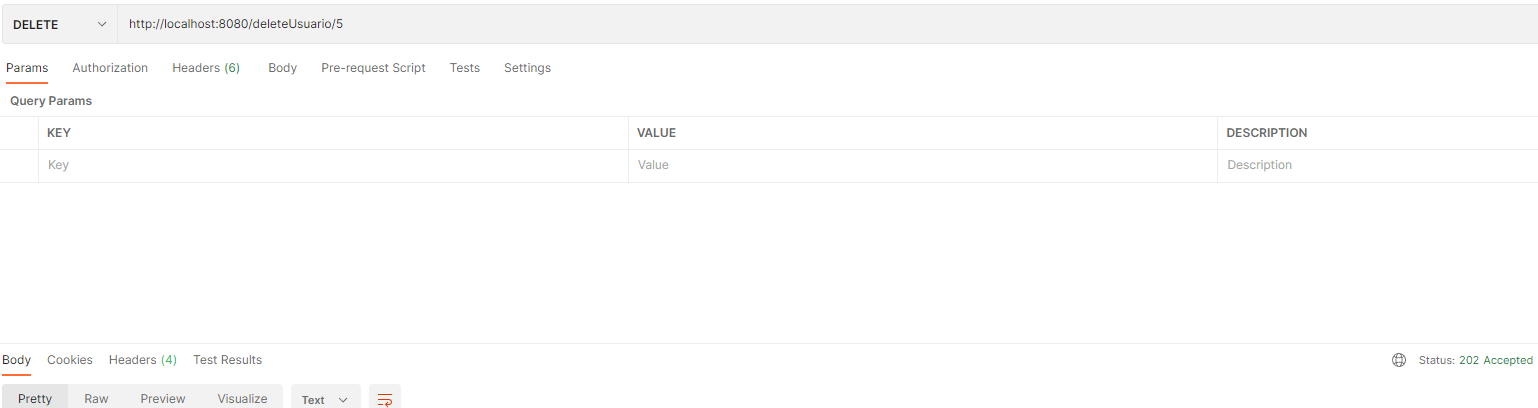 DELETE http://localhost:8080/deleteUsuario/5
Params Authorization Headers (6) Body Pre-request Script Tests Settings
Query Params
KEY VALUE DESCRIPTION
Key Value Description
Body Cookies Headers (4) Test Results Status: 202 Accepted
Pretty Raw Preview Visualize Text